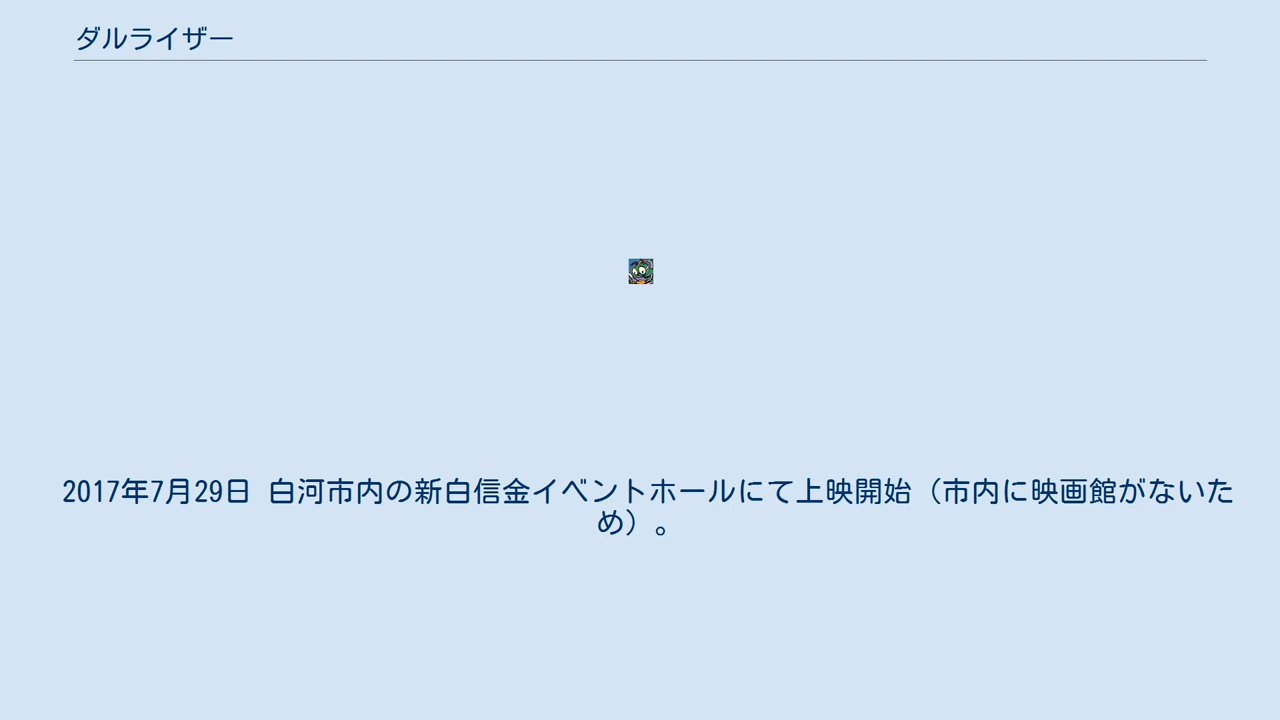 ダルライザー
2017年7月29日 白河市内の新白信金イベントホールにて上映開始（市内に映画館がないた
め）。